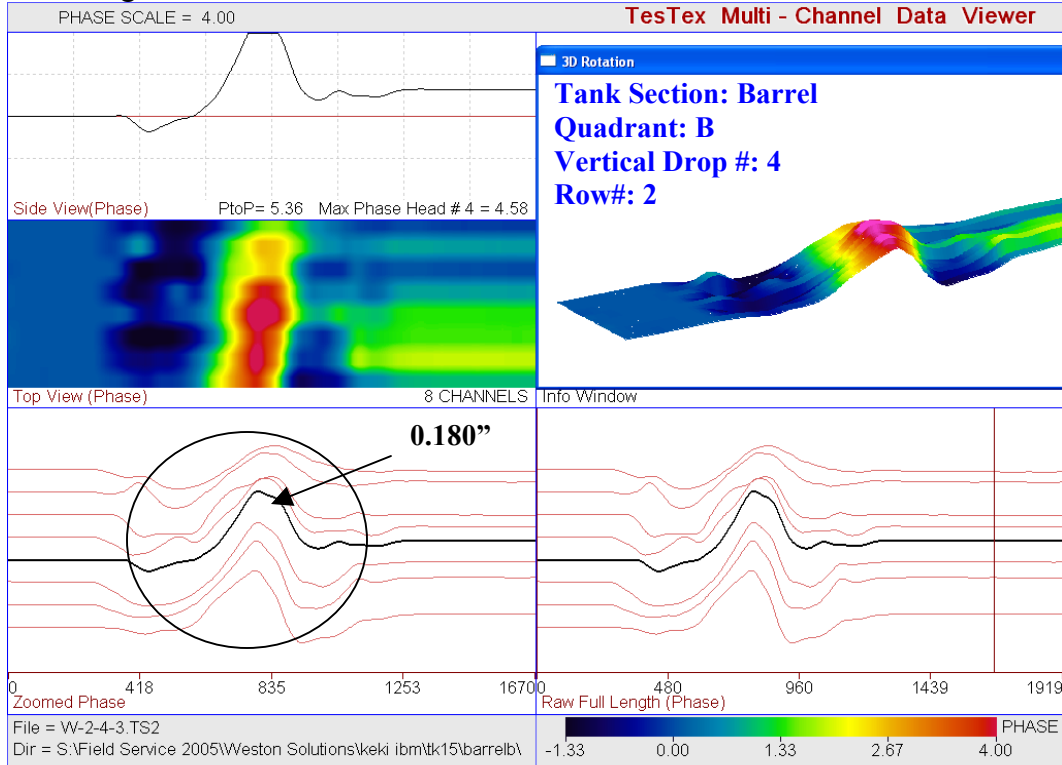 PHASE SCALE = 4.00
TesTex Multi - Channel Data Viewer
3D Rotation
Tank Section: Barrel
Quadrant: B
Vertical Drop #: 4
Row#: 2
Side View(Phase) PtoP= 5.36 Max Phase Head # 4 = 4.58
Top View (Phase) 8 CHANNELS
Info Window
0.180”
0 418 835 1253 1670
Zoomed Phase
0 480 960 1439 1919
Raw Full Length (Phase)
File = W-2-4-3.TS2
Dir = S:\Field Service 2005\Weston Solutions\keki ibm\tk15\barrelb\
PHASE
-1.33 0.00 1.33 2.67 4.00